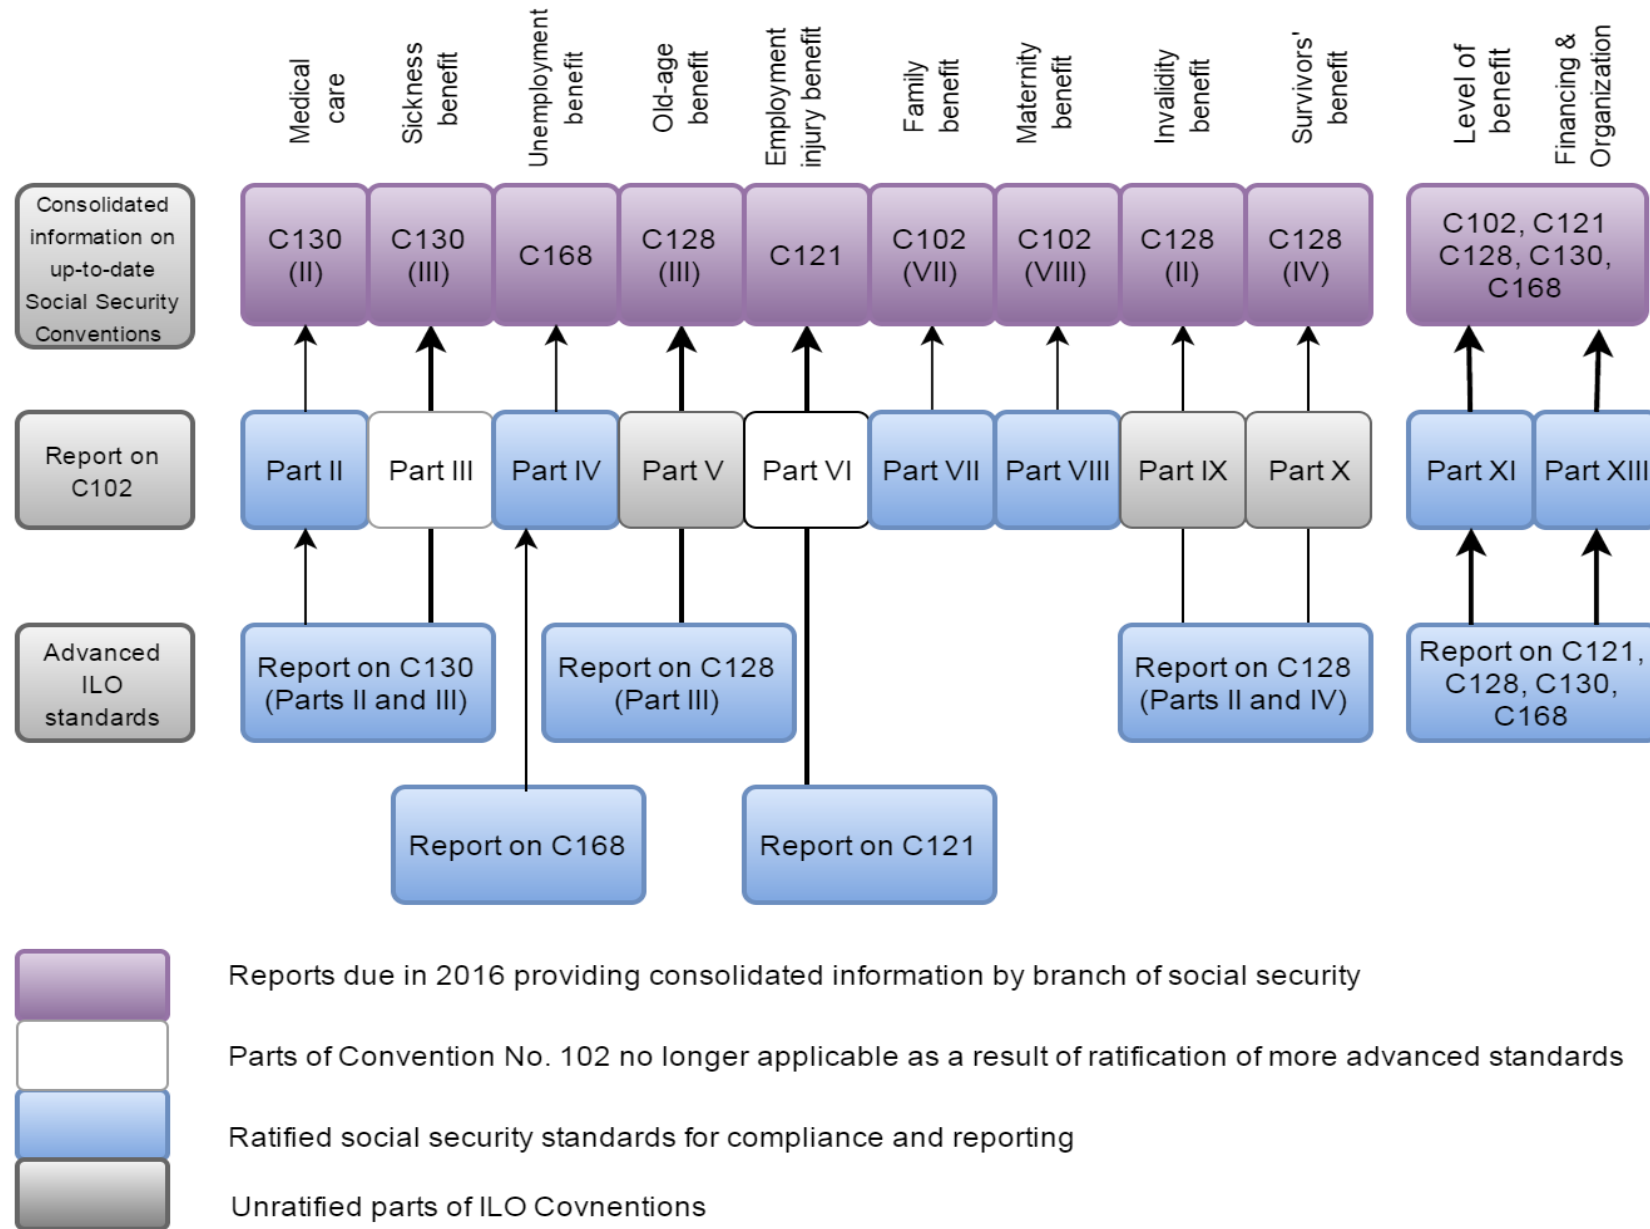 Medical
care
Sickness
benefit
Unemployment
benefit
Old-age
benefit
Employment
injury benefit
Family
benefit
Maternity
benefit
Invalidity
benefit
Survivors'
benefit
Level of
benefit
Financing &
Organization
Consolidated
information on
up-to-date
Social Security
Conventions
C130
(II)
C130
(III)
C168
C128
(III)
C121
C102
(VII)
C102
(VIII)
C128
(II)
C128
(IV)
C102, C121
C128, C130,
C168
Report on
C102
Part II
Part III
Part IV
Part V
Part VI
Part VII
Part VIII
Part IX
Part X
Part XI
Part XIII
Advanced
ILO
standards
Report on C130
(Parts II and III)
Report on C128
(Part III)
Report on C128
(Parts II and IV)
Report on C121,
C128, C130,
C168
Report on C168
Report on C121
Reports due in 2016 providing consolidated information by branch of social security
Parts of Convention No. 102 no longer applicable as a result of ratification of more advanced standards
Ratified social security standards for compliance and reporting
Unratified parts of ILO Covnentions